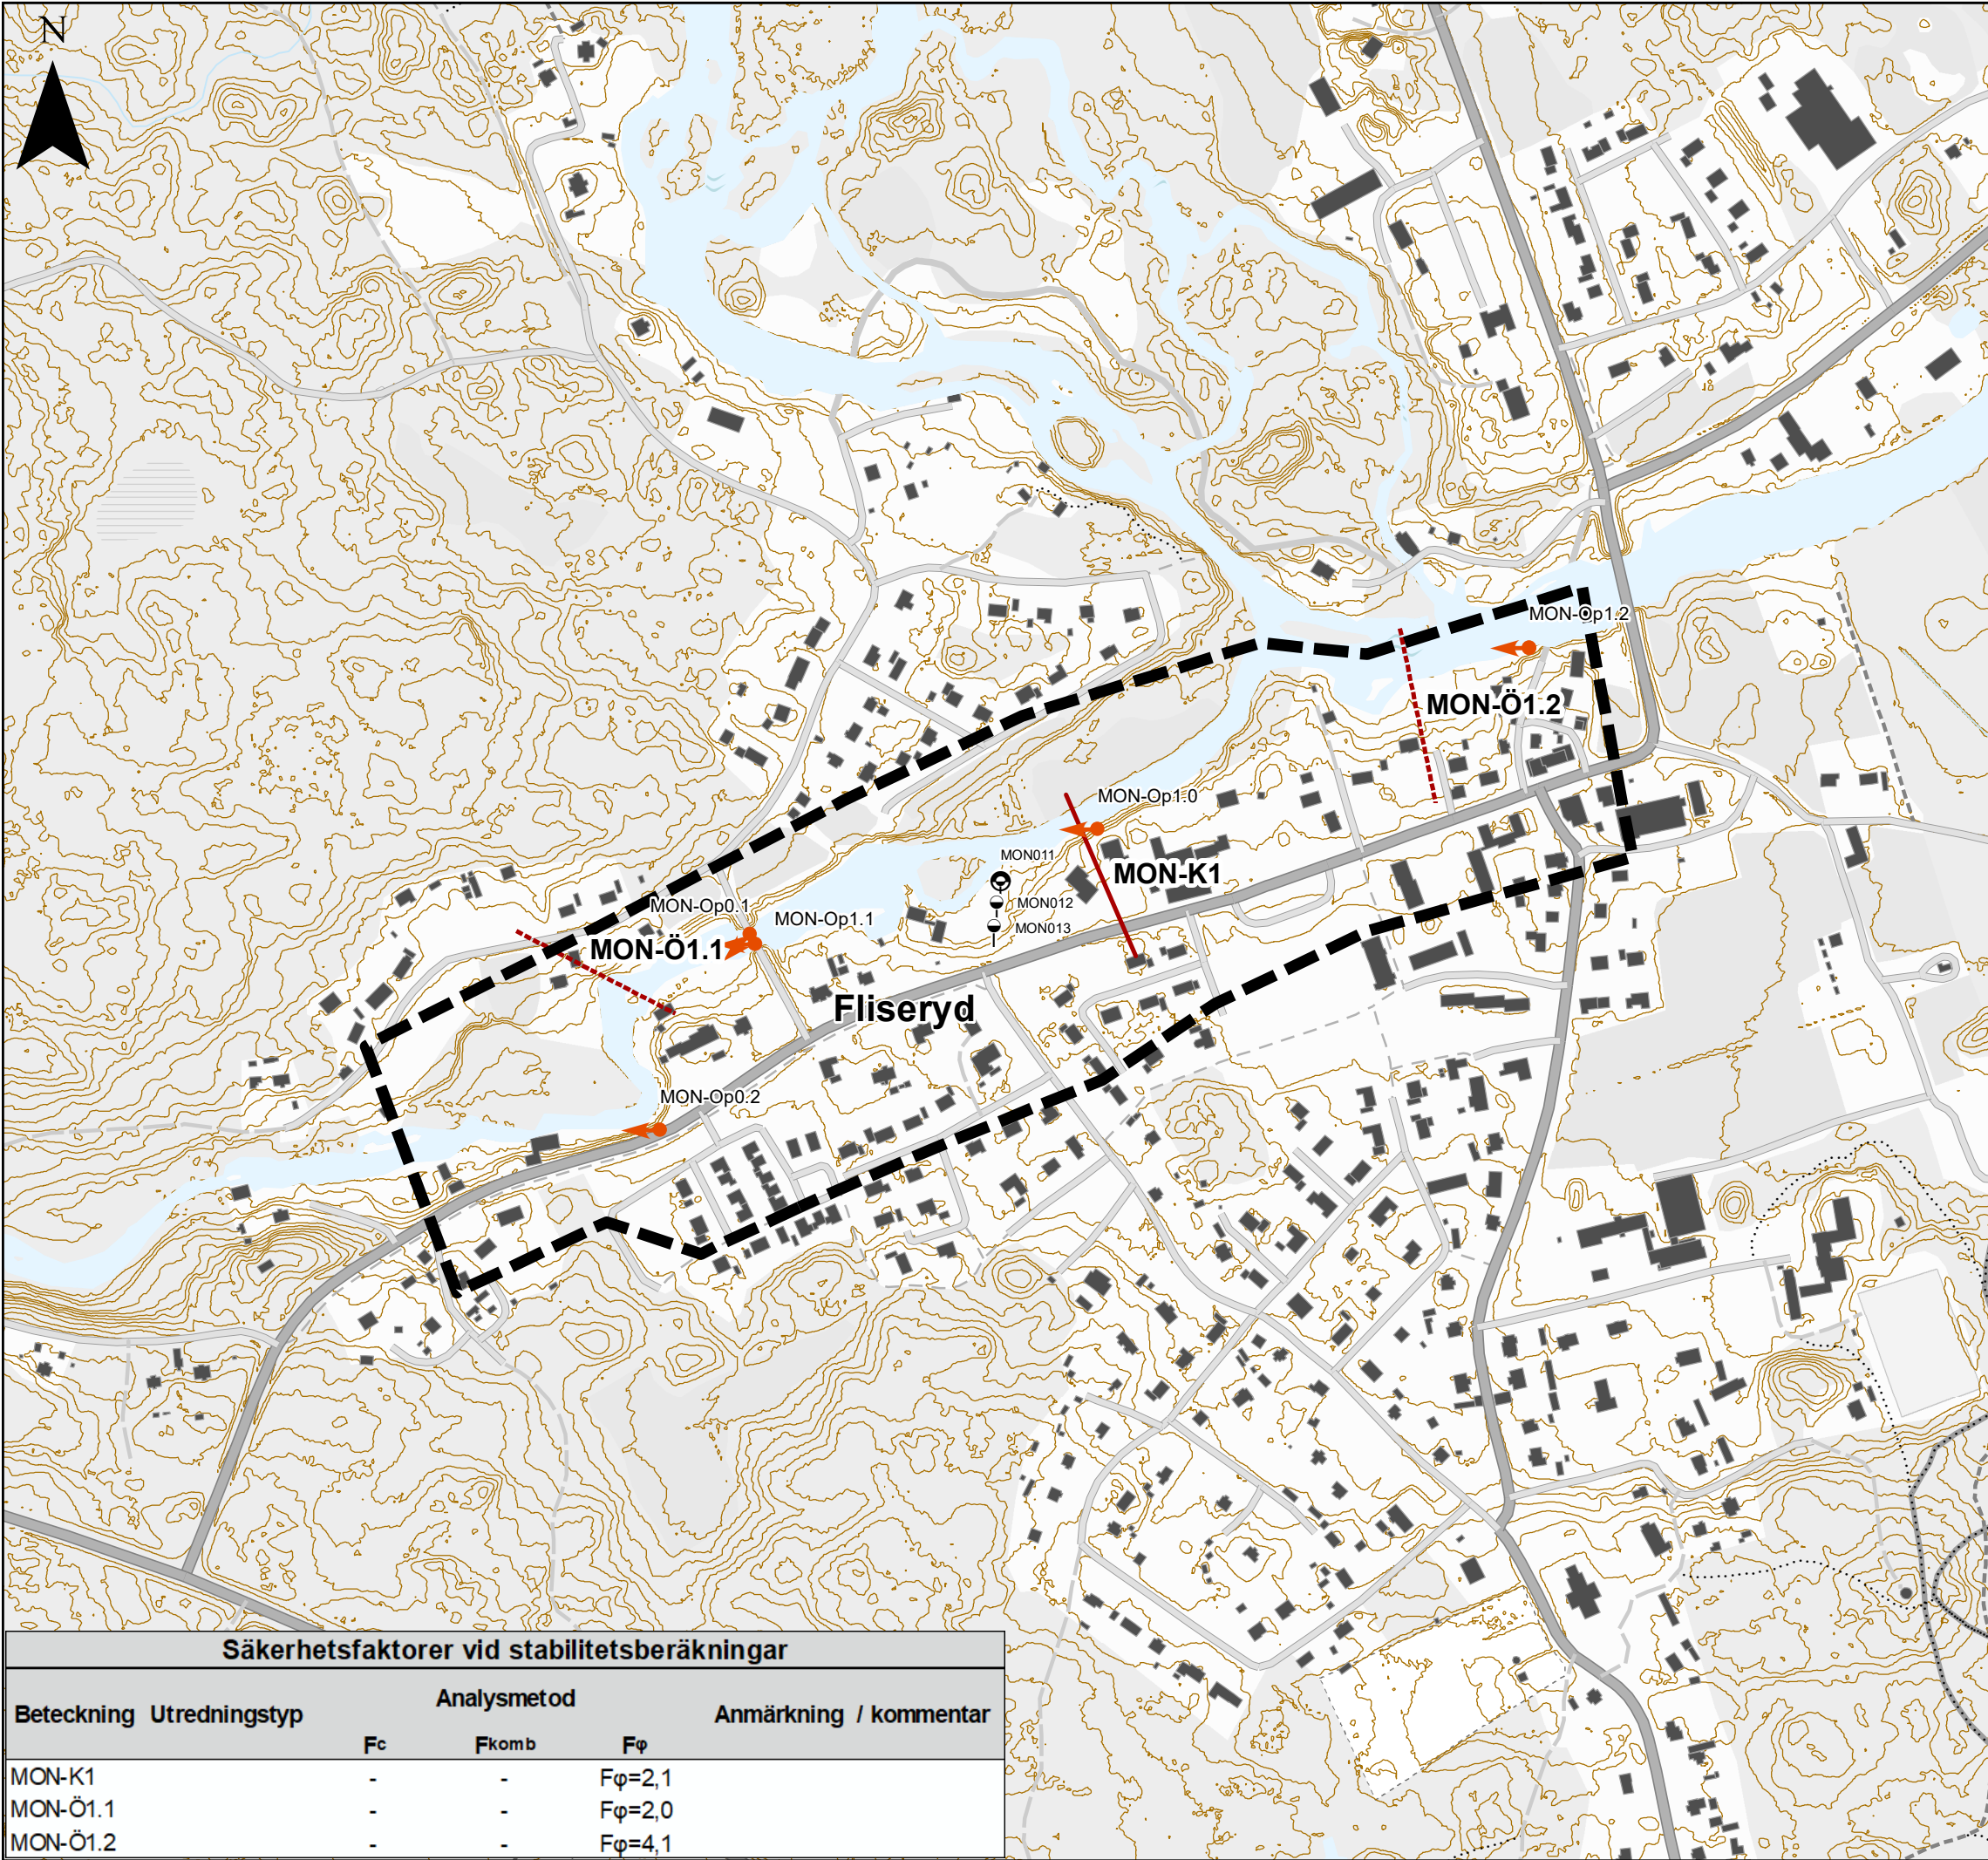 N
MON-Op1.2
MON-Ö1.2
MON-Op1.0
MON011
MON-K1
MON012
MON-Op0.1
MON-Op1.1
MON013
MON-Ö1.1
Fliseryd
MON-Op0.2
Säkerhetsfaktorer vid stabilitetsberäkningar
Beteckning Utredningstyp Analysmetod Anmärkning / kommentar
Fc Fkomb Fφ
MON-K1 - - Fφ=2,1
MON-Ö1.1 - - Fφ=2,0
MON-Ö1.2 - - Fφ=4,1